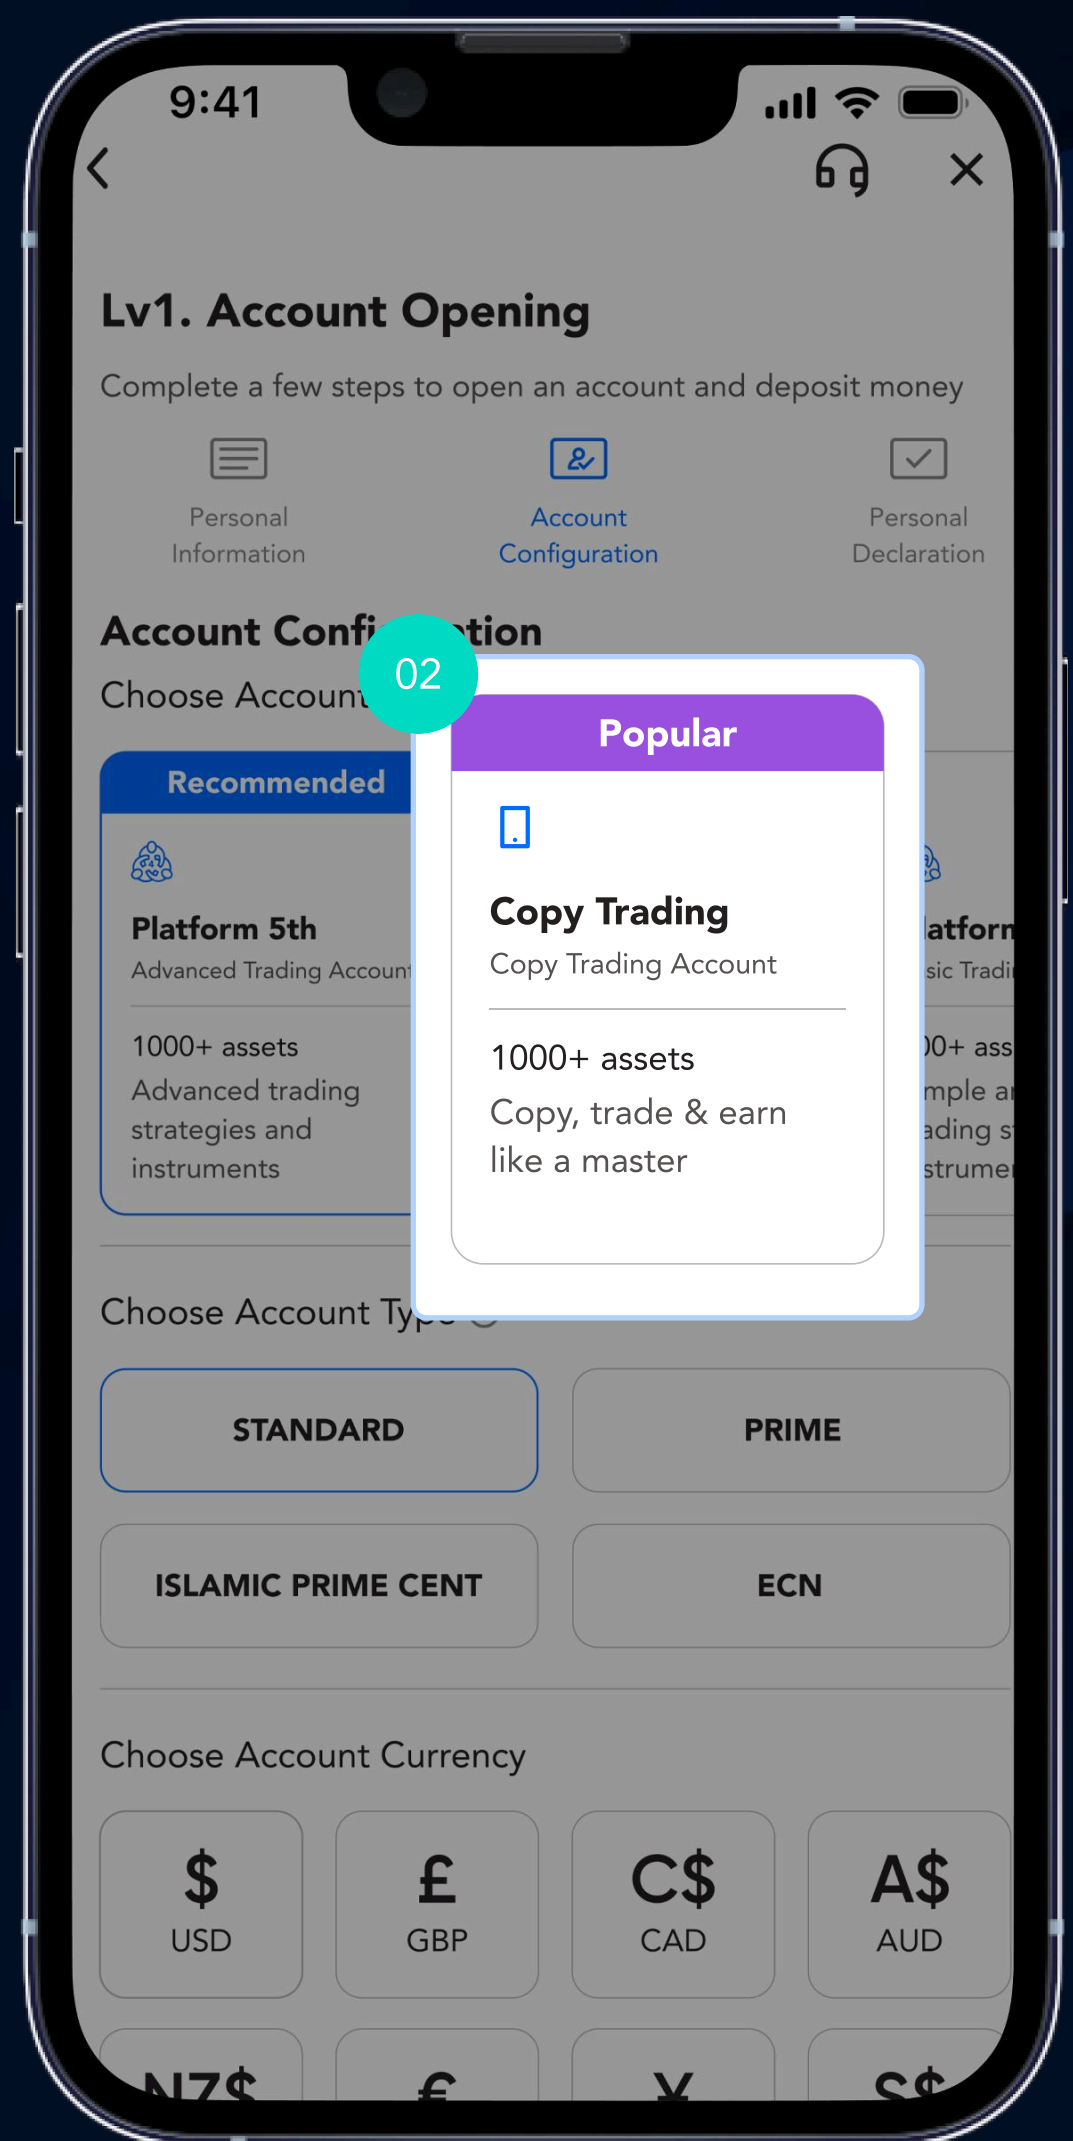 9:41
Lv1. Account Opening
Complete a few steps to open an account and deposit money
Personal
Information
Account
Configuration
Personal
Declaration
Account
Choose Account
02
Recommended
Platform 5th
Advanced Trading Account
1000+ assets
Advanced trading
strategies and
instruments
Popular
Copy Trading
Copy Trading Account
1000+ assets
Copy, trade & earn
like a master
Choose Account Type
STANDARD
PRIME
ISLAMIC PRIME CENT
ECN
Choose Account Currency
$
USD
£
GBP
C$
CAD
A$
AUD
NZ$
€
¥
S$